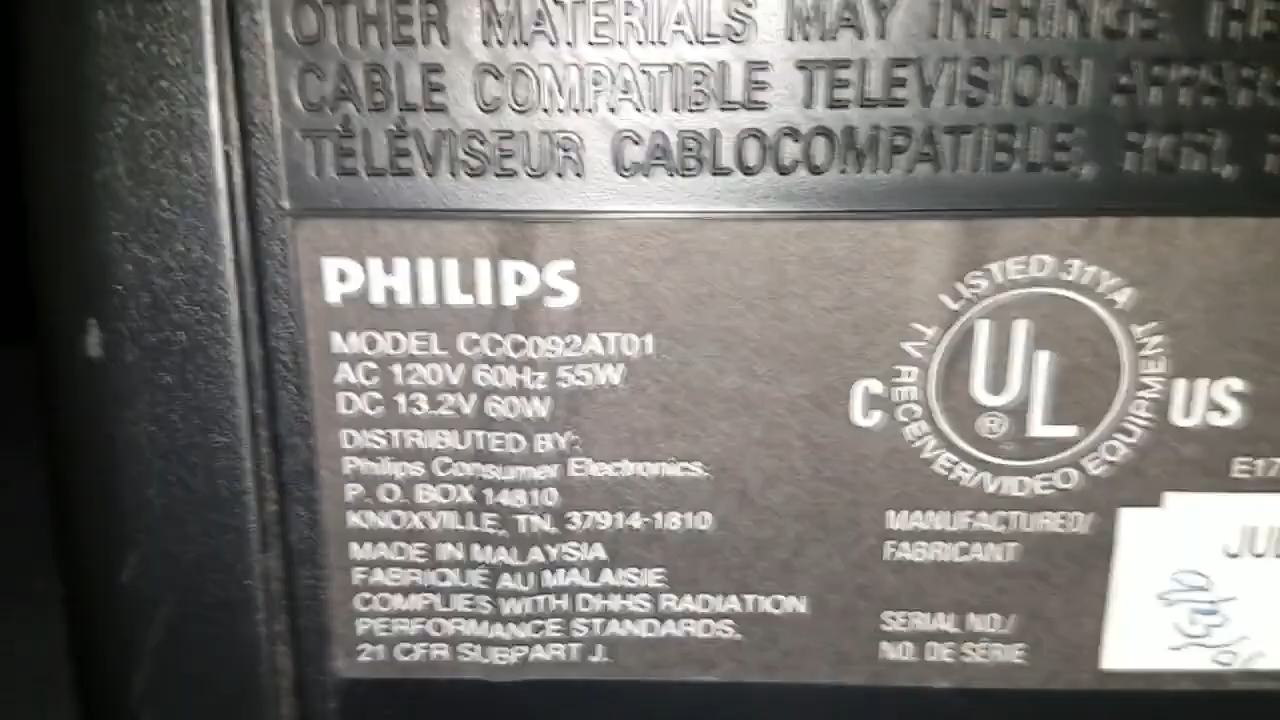 OTHER MATERIALS MAY INFRINGE
CABLE COMPATIBLE TELEVISION
TÉLÉVISEUR CABLOCOMPATIBLE,
PHILIPS
MODEL CCC092AT01
AC 120V 60Hz 55W
DC 13.2V 60W
DISTRIBUTED BY:
Philips Consumer Electronics.
P. O. BOX 14810
KNOXVILLE, TN. 37914-1810
MADE IN MALAYSIA
FABRIQUÉ AU MALAISIE
COMPLIES WITH DHHS RADIATION
PERFORMANCE STANDARDS,
21 CFR SUBPART J.
LISTED 31YA
TV RECEIVER/VIDEO EQUIPMENT
C UL ® US
E17
MANUFACTURED/
FABRICANT
SERIAL NO./
NO. DE SÉRIE